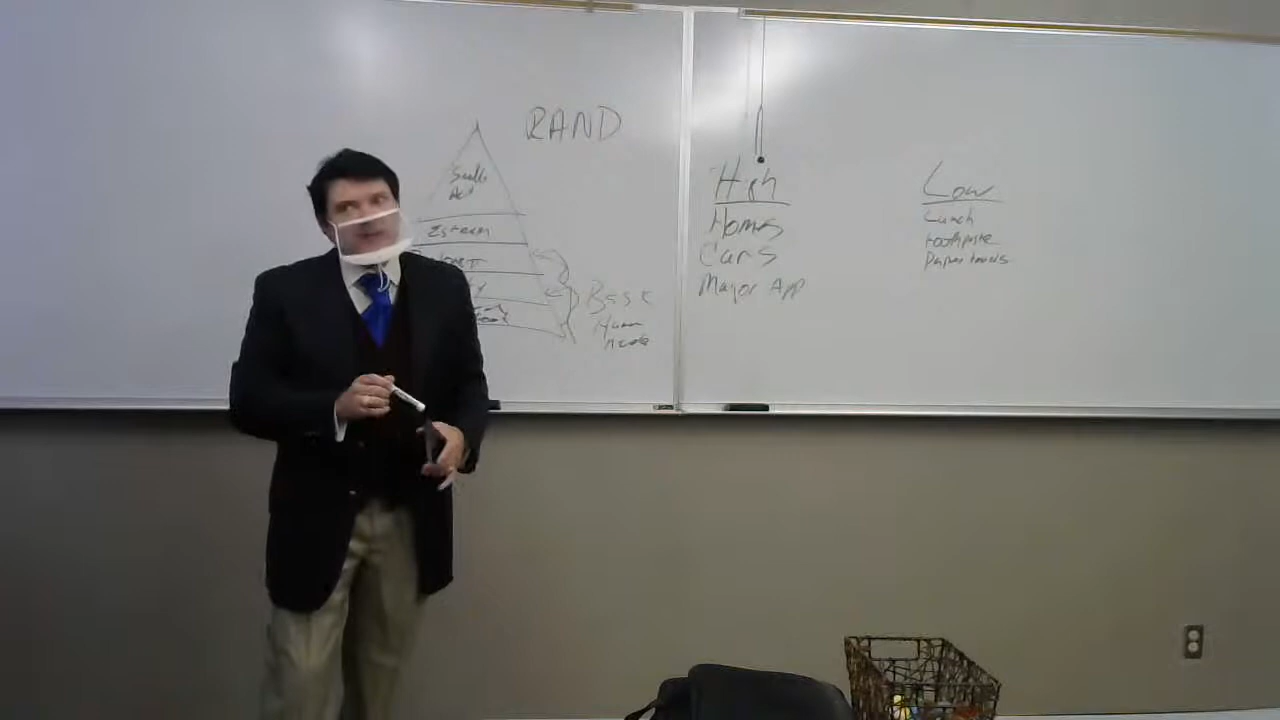 RAND
Self
Act
Esteem
Basic
Human
Needs
High
Homes
Cars
Major App
Low
Lunch
toothpaste
Paper towels